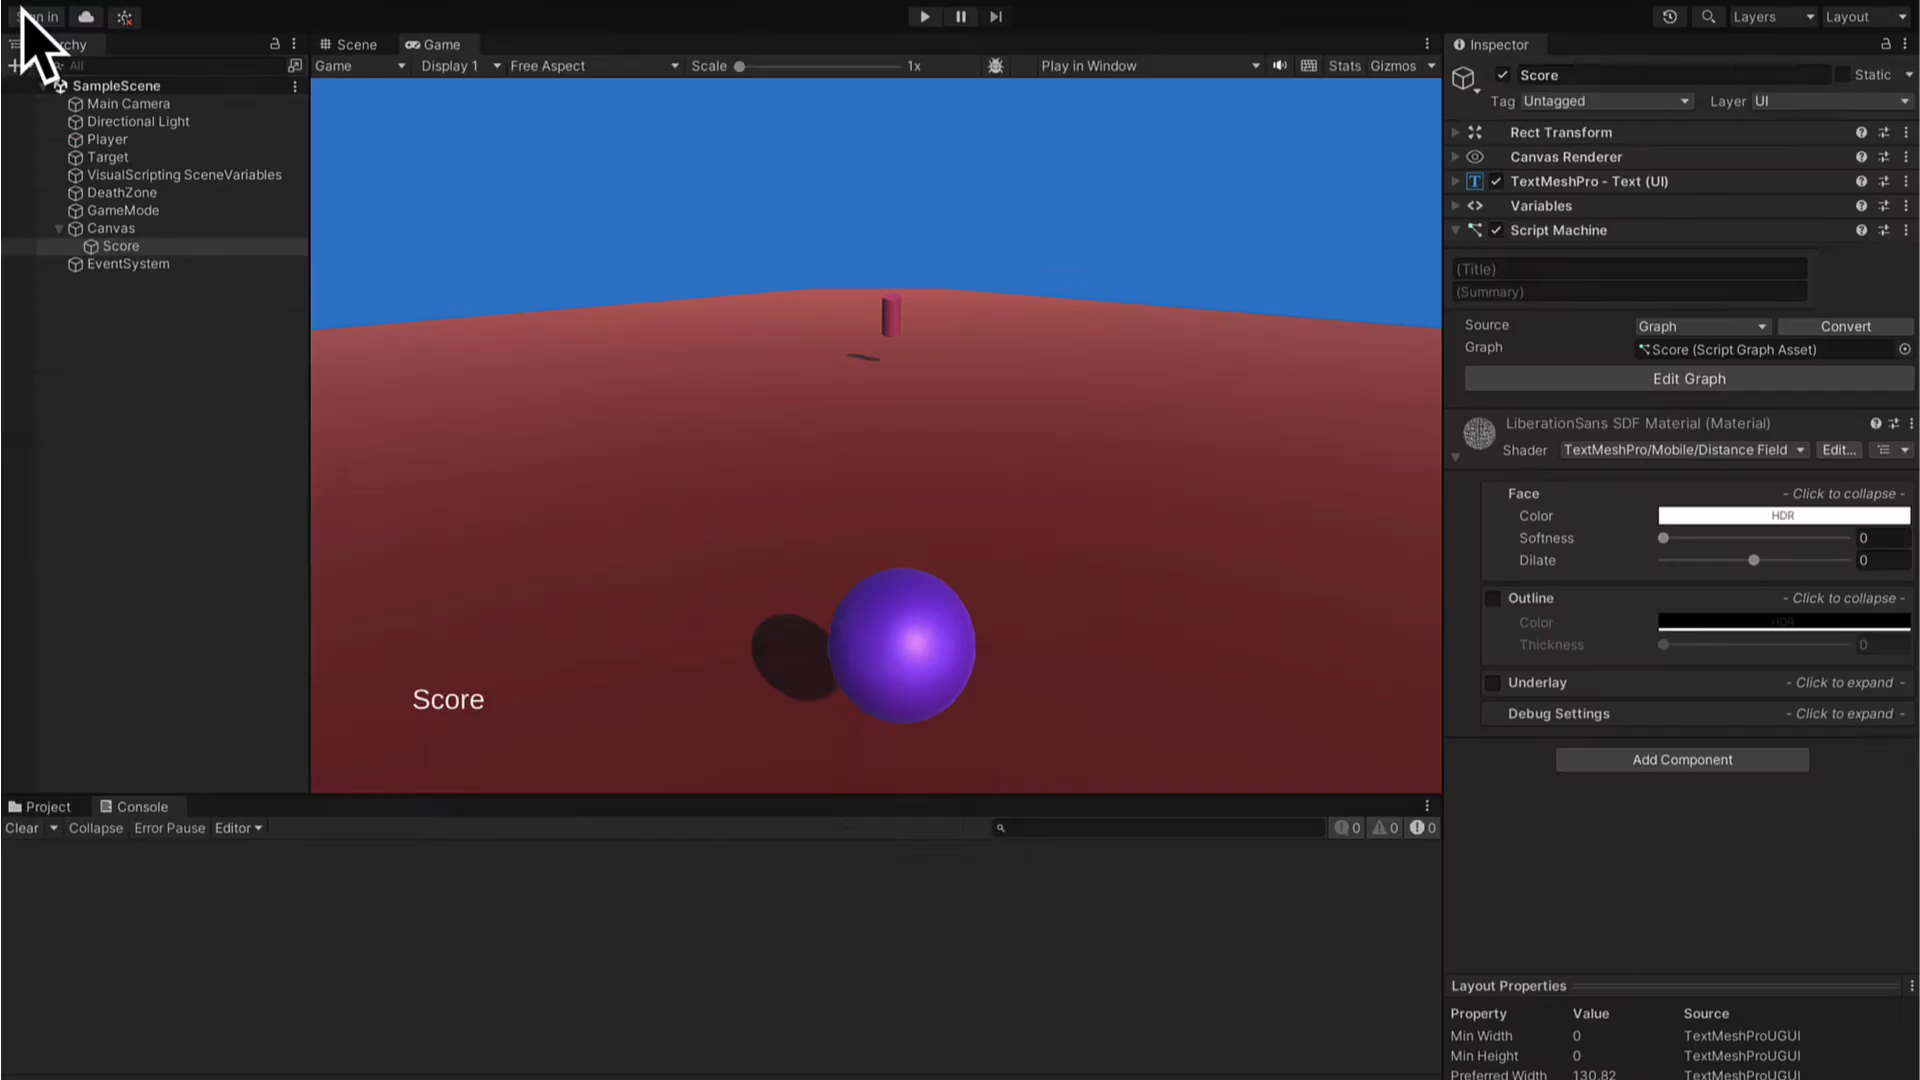 in
Layers
Layout
rchy
Scene
Game
Inspector
All
Game
Display 1
Free Aspect
Scale
1x
Play in Window
Stats
Gizmos
Score
Static
Tag
Untagged
Layer
UI
SampleScene
Main Camera
Directional Light
Player
Target
VisualScripting SceneVariables
DeathZone
GameMode
Canvas
Score
EventSystem
Rect Transform
Canvas Renderer
TextMeshPro - Text (UI)
Variables
Script Machine
(Title)
(Summary)
Source
Graph
Convert
Graph
Score (Script Graph Asset)
Edit Graph
LiberationSans SDF Material (Material)
Shader
TextMeshPro/Mobile/Distance Field
Edit...
Face
- Click to collapse -
Color
HDR
Softness
0
Dilate
0
Outline
- Click to collapse -
Color
HDR
Thickness
0
Underlay
- Click to expand -
Debug Settings
- Click to expand -
Add Component
Score
Project
Console
Clear
Collapse
Error Pause
Editor
0
0
0
Layout Properties
Property
Value
Source
Min Width
0
TextMeshProUGUI
Min Height
0
TextMeshProUGUI
Preferred Width
130.82
TextMeshProUGUI